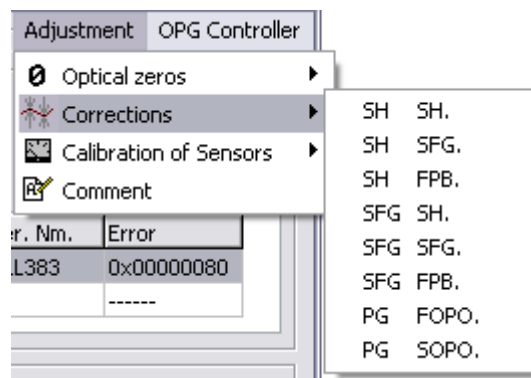 Adjustment OPG Controller
Optical zeros
Corrections
Calibration of Sensors
Comment
SH SH.
SH SFG.
SH FPB.
SFG SH.
SFG SFG.
SFG FPB.
PG FOPO.
PG SOPO.
Nm. Error
0x00000080
------